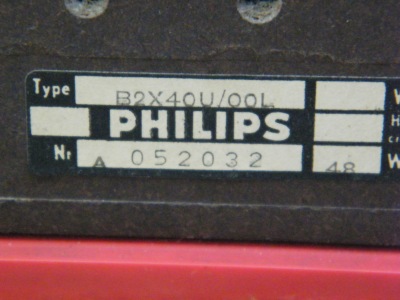 Type B2X40U/00L V
PHILIPS H
Nr A 052032 48 W